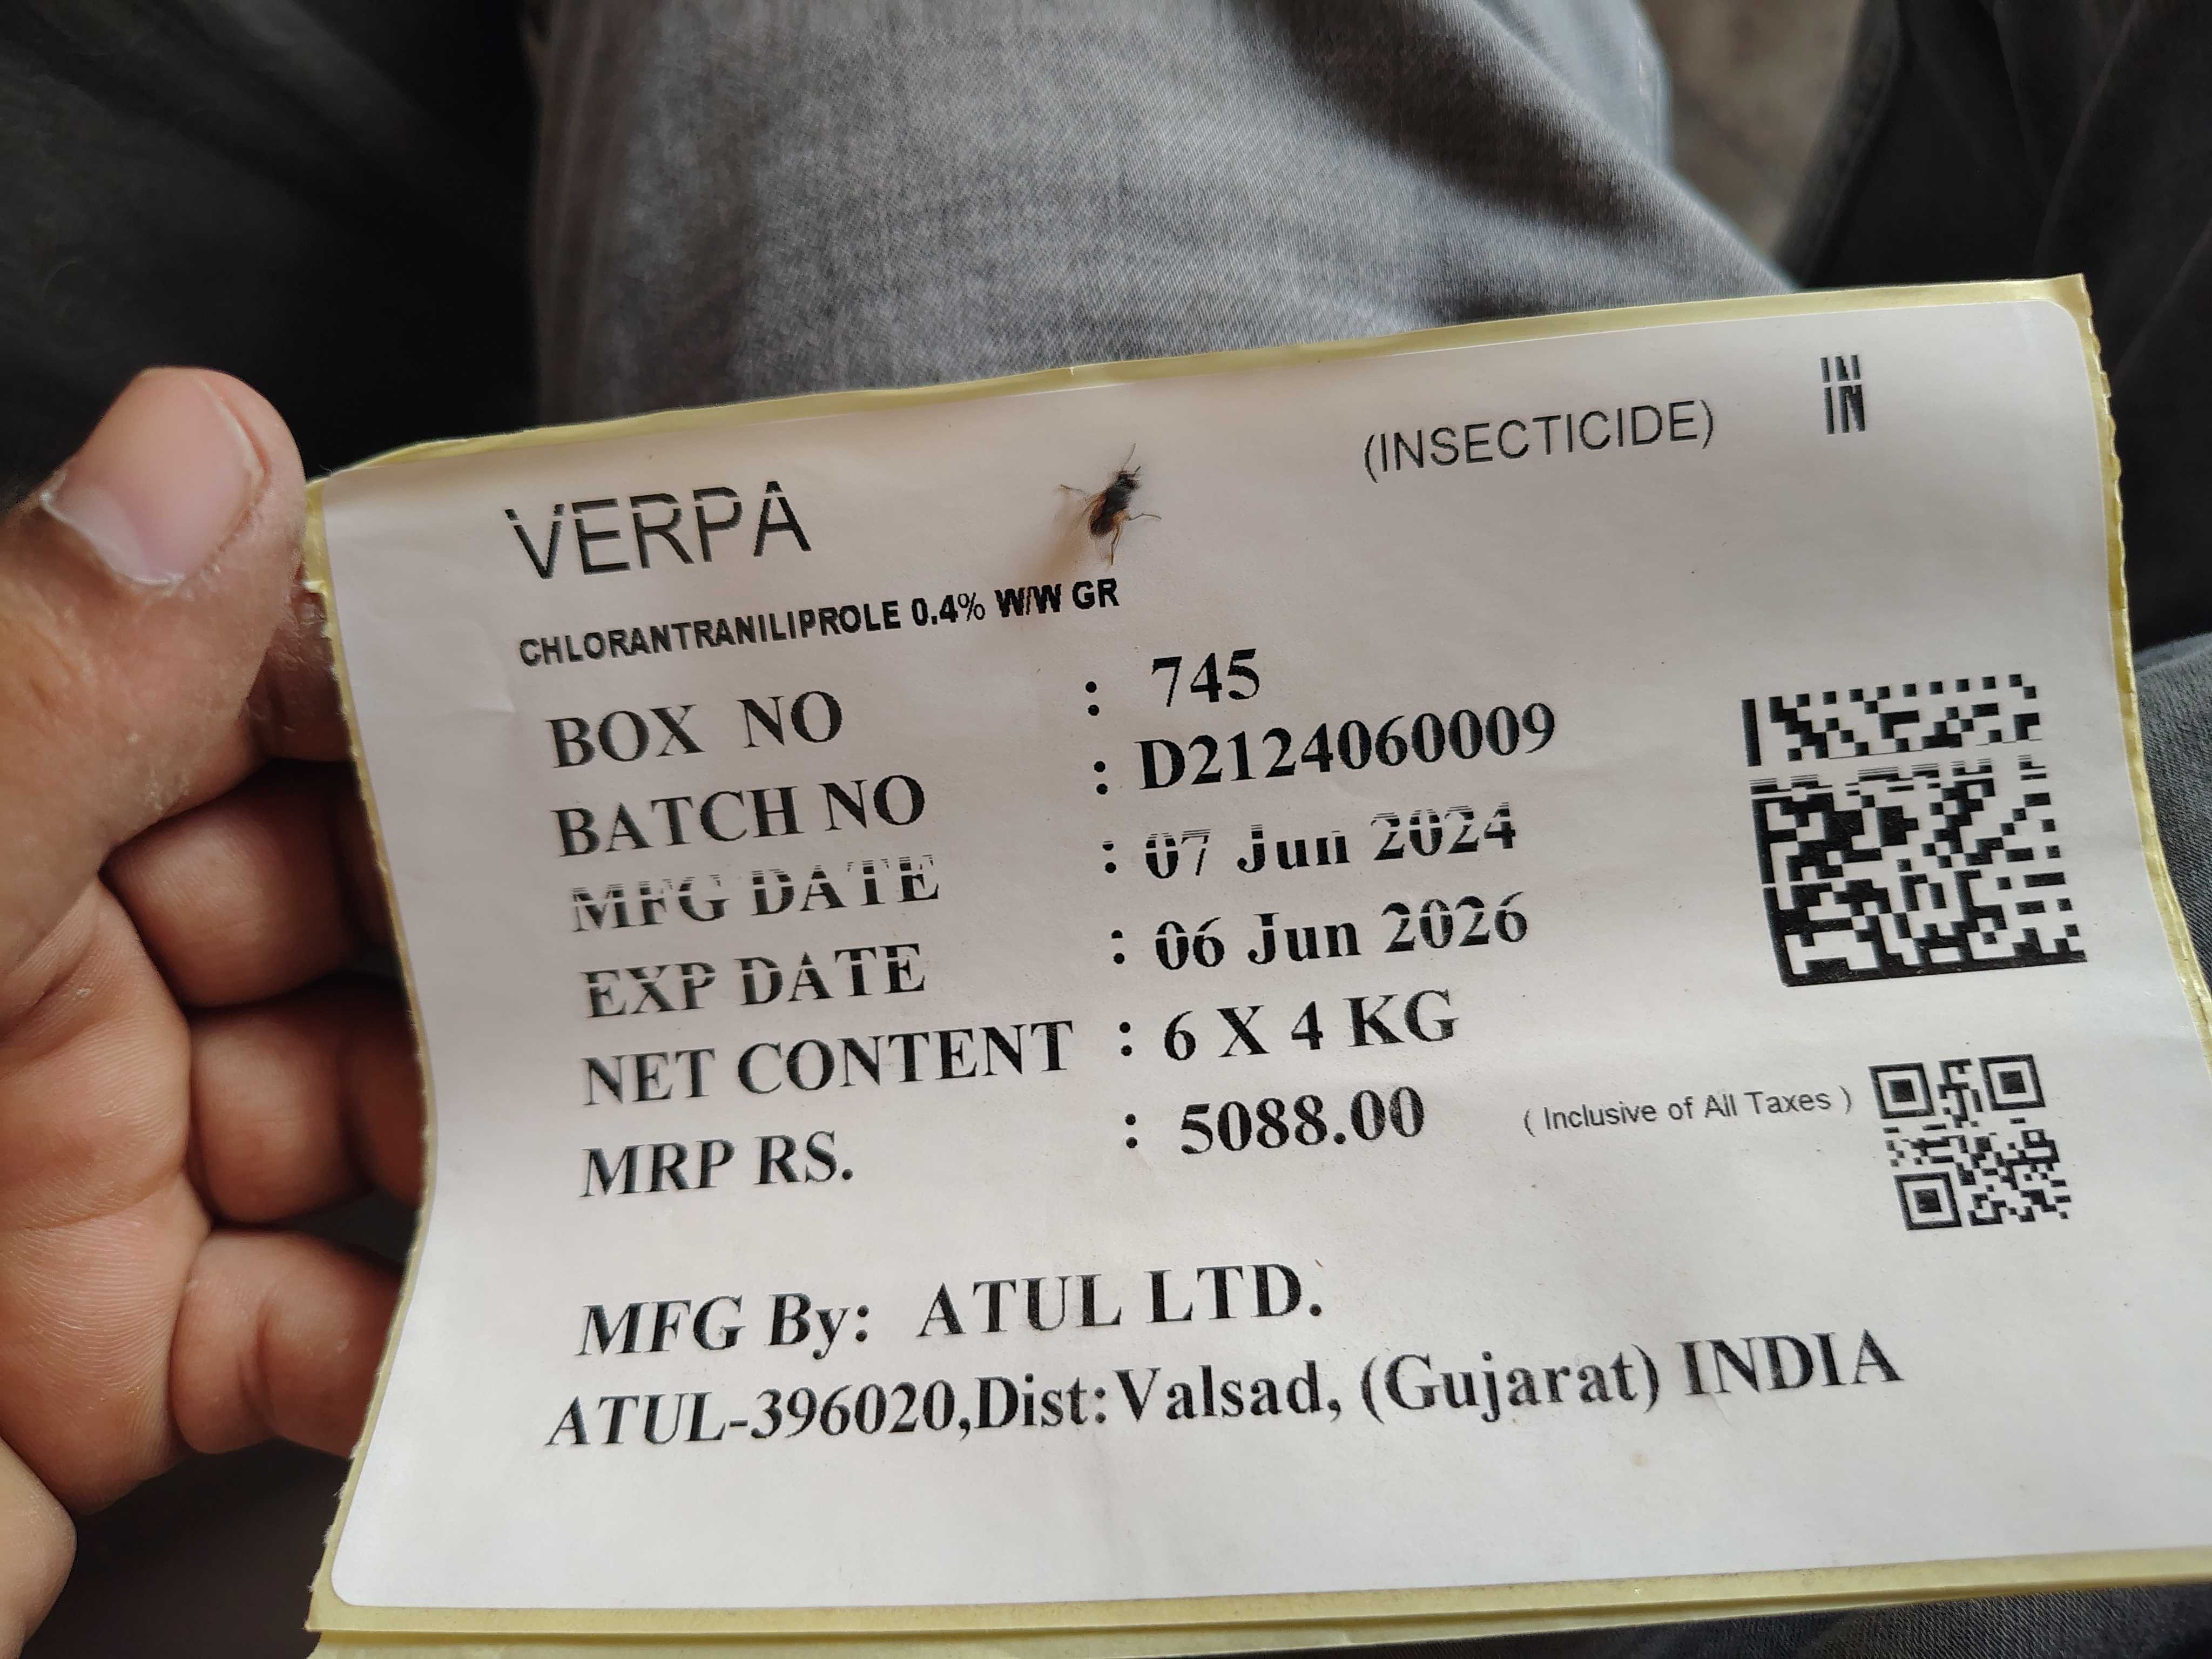 VERPA (INSECTICIDE) IN
CHLORANTRANILIPROLE 0.4% W/W GR
BOX NO : 745
BATCH NO : D2124060009
MFG DATE : 07 Jun 2024
EXP DATE : 06 Jun 2026
NET CONTENT : 6 X 4 KG
MRP RS. : 5088.00 ( Inclusive of All Taxes )
MFG By: ATUL LTD.
ATUL-396020,Dist:Valsad, (Gujarat) INDIA